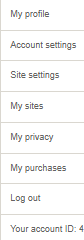 My profile
Account settings
Site settings
My sites
My privacy
My purchases
Log out
Your account ID: 4